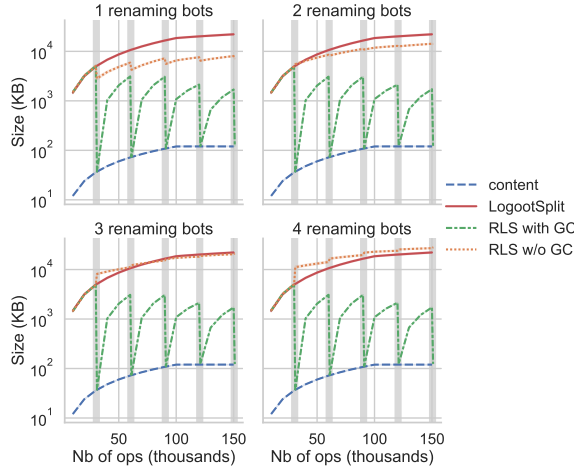 1 renaming bots
2 renaming bots
Size (KB)
10^4
10^3
10^2
10^1
content
LogootSplit
RLS with GC
RLS w/o GC
3 renaming bots
4 renaming bots
Size (KB)
10^4
10^3
10^2
10^1
50 100 150
50 100 150
Nb of ops (thousands)
Nb of ops (thousands)